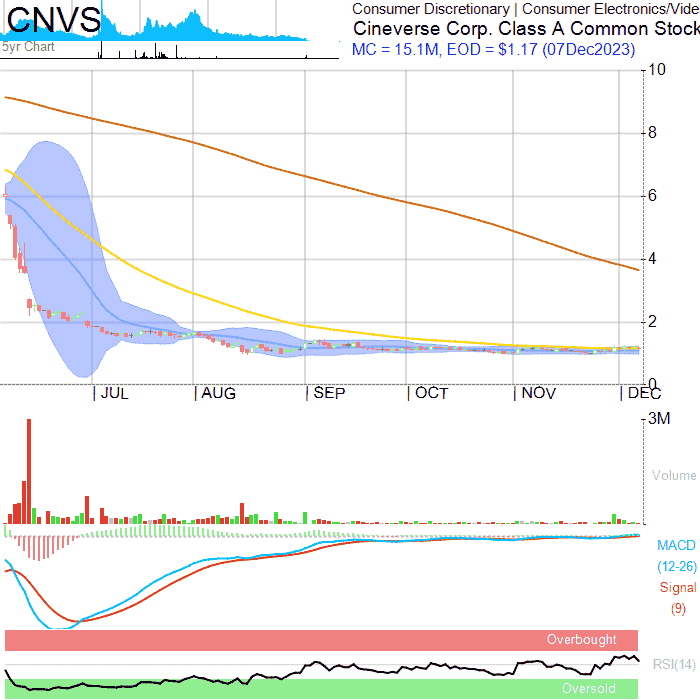 CNVS
5yr Chart
Consumer Discretionary | Consumer Electronics/Vide
Cineverse Corp. Class A Common Stock
MC = 15.1M, EOD = $1.17 (07Dec2023)
10
8
6
4
2
0
JUL AUG SEP OCT NOV DEC
3M
Volume
MACD
(12-26)
Signal
(9)
Overbought
RSI(14)
Oversold